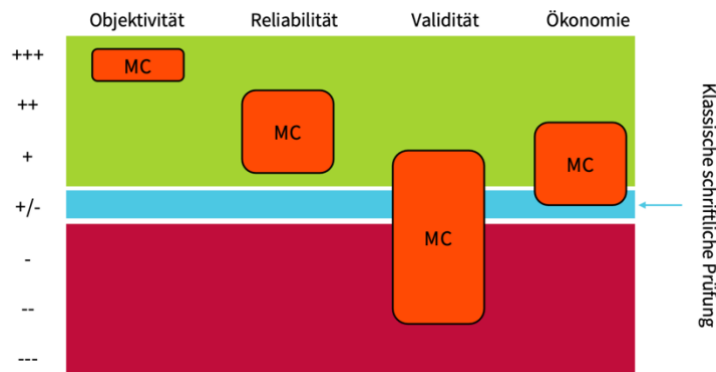 Objektivität Reliabilität Validität Ökonomie
+++
MC
++
MC
+
MC
+/-
MC
-
--
---
Klassische schriftliche Prüfung